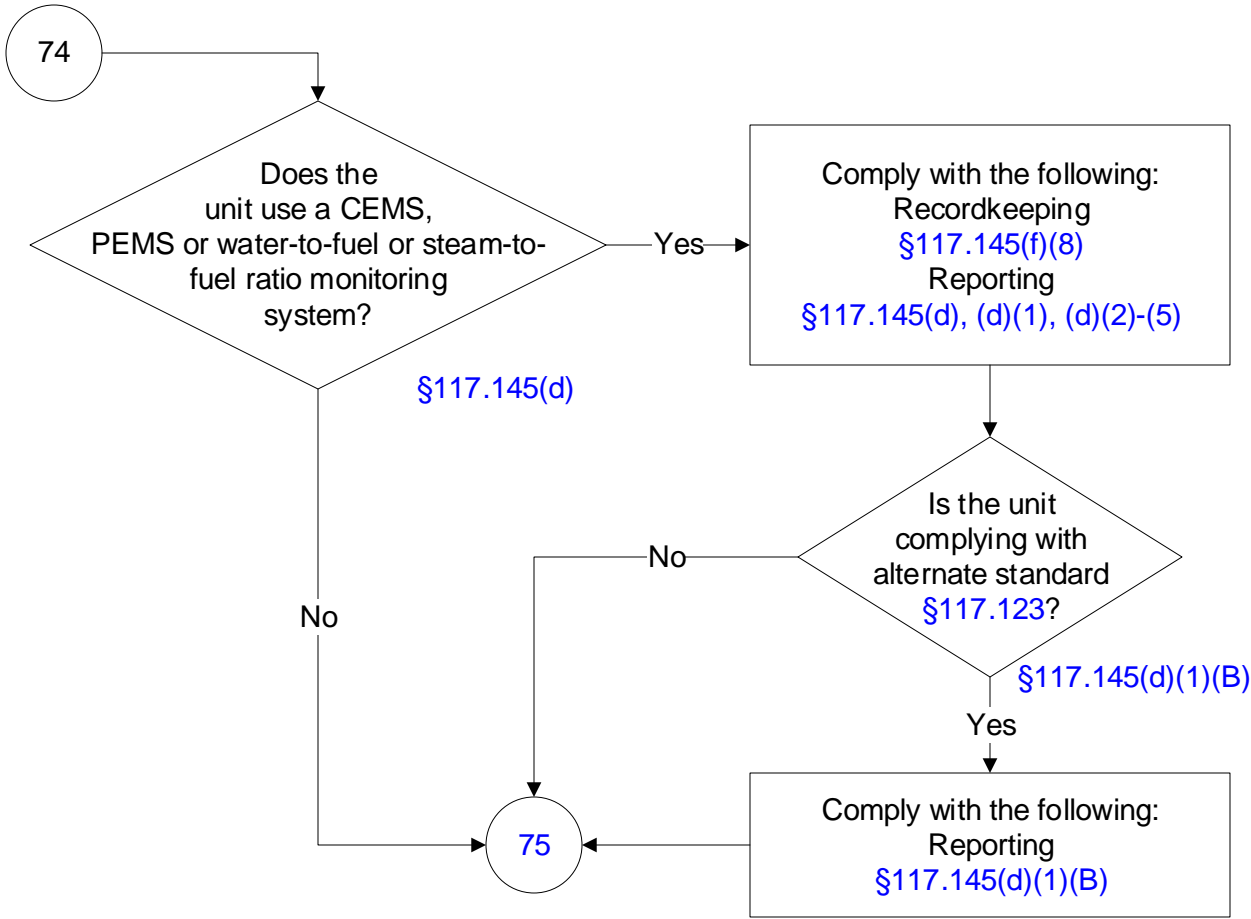 74
Does the
unit use a CEMS,
PEMS or water-to-fuel or steam-to-
fuel ratio monitoring
system?
§117.145(d)
Yes
Comply with the following:
Recordkeeping
§117.145(f)(8)
Reporting
§117.145(d), (d)(1), (d)(2)-(5)
Is the unit
complying with
alternate standard
§117.123?
§117.145(d)(1)(B)
No
No
Yes
Comply with the following:
Reporting
§117.145(d)(1)(B)
75